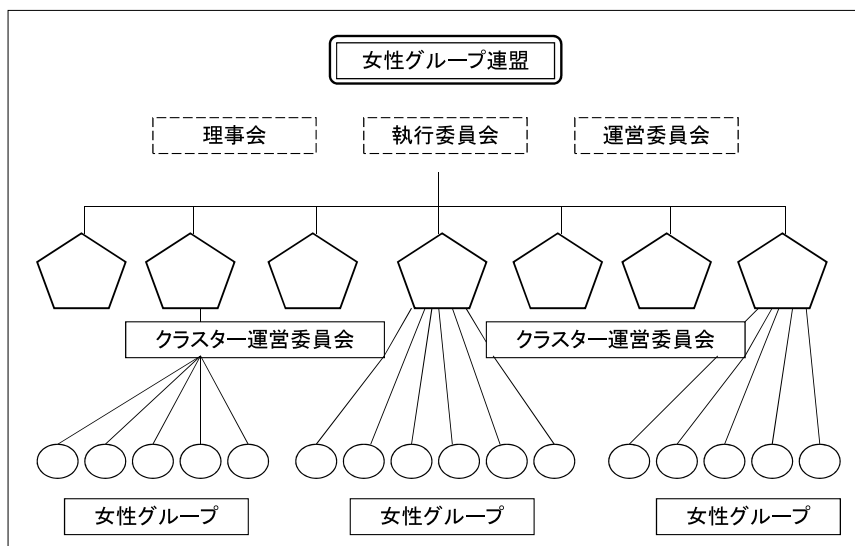 女性グループ連盟
理事会
執行委員会
運営委員会
クラスター運営委員会
クラスター運営委員会
女性グループ
女性グループ
女性グループ